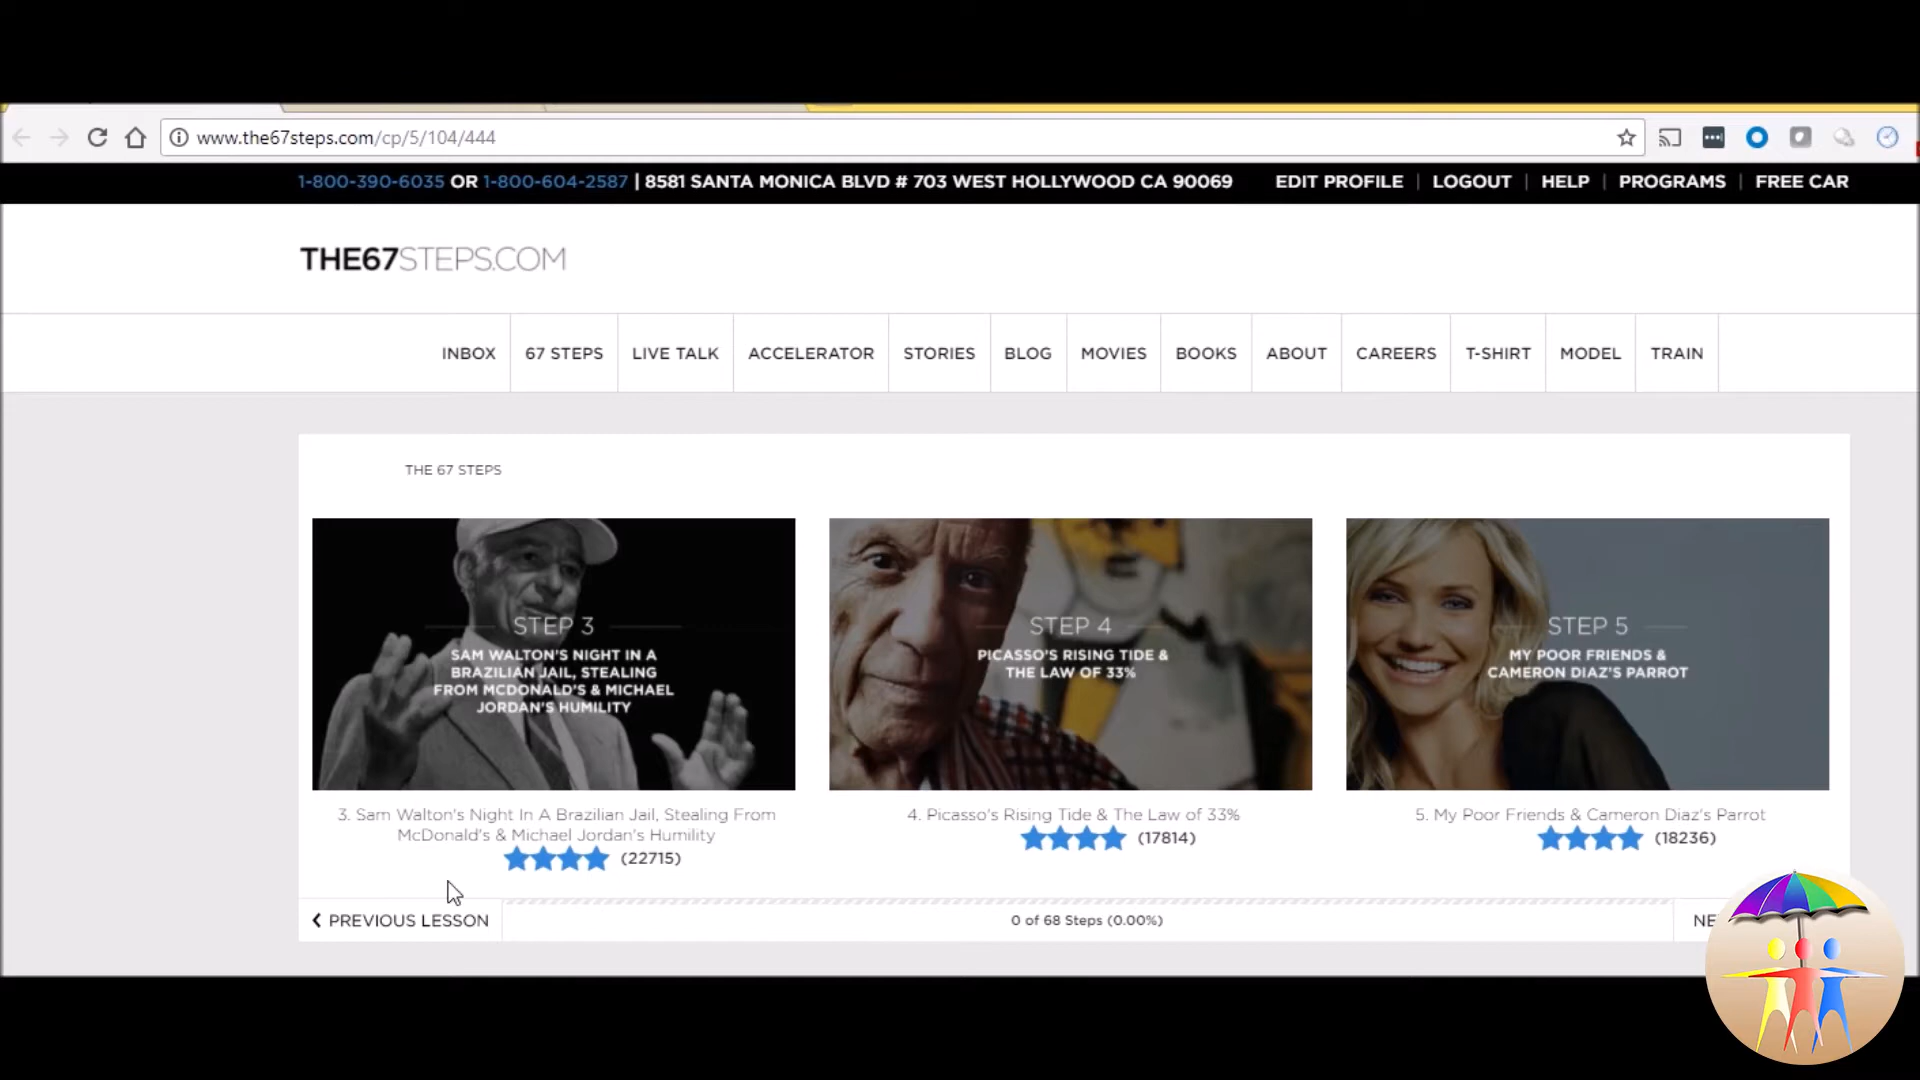 www.the67steps.com/cp/5/104/444
1-800-390-6035 OR 1-800-604-2587 | 8581 SANTA MONICA BLVD # 703 WEST HOLLYWOOD CA 90069 EDIT PROFILE | LOGOUT | HELP | PROGRAMS | FREE CAR
THE67STEPS.COM
INBOX 67 STEPS LIVE TALK ACCELERATOR STORIES BLOG MOVIES BOOKS ABOUT CAREERS T-SHIRT MODEL TRAIN
THE 67 STEPS
STEP 3
SAM WALTON'S NIGHT IN A
BRAZILIAN JAIL, STEALING
FROM MCDONALD'S & MICHAEL
JORDAN'S HUMILITY
STEP 4
PICASSO'S RISING TIDE &
THE LAW OF 33%
STEP 5
MY POOR FRIENDS &
CAMERON DIAZ'S PARROT
3. Sam Walton's Night In A Brazilian Jail, Stealing From
McDonald's & Michael Jordan's Humility
(22715)
4. Picasso's Rising Tide & The Law of 33%
(17814)
5. My Poor Friends & Cameron Diaz's Parrot
(18236)
PREVIOUS LESSON
0 of 68 Steps (0.00%)